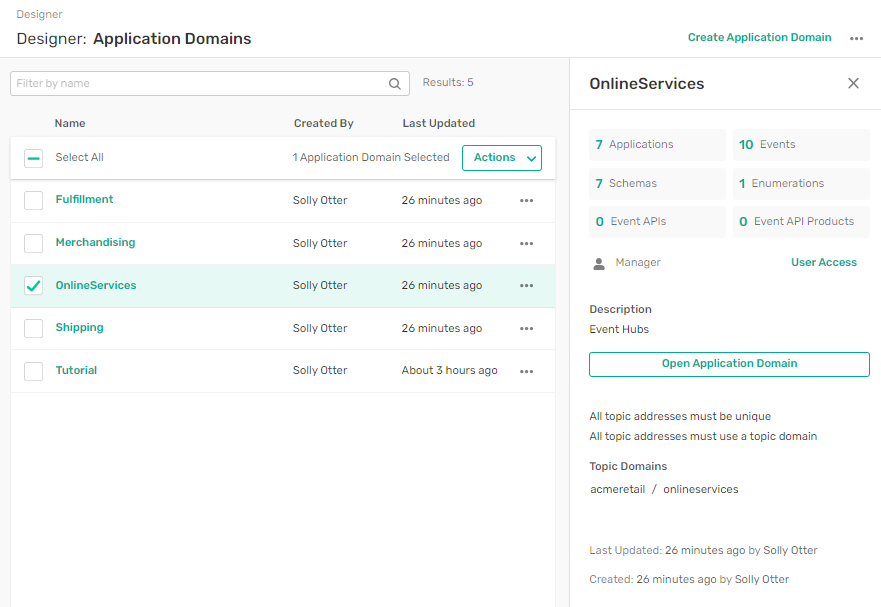 Designer
Designer: Application Domains
Create Application Domain
Filter by name
Results: 5
Name Created By Last Updated
Select All 1 Application Domain Selected Actions
Fulfillment Solly Otter 26 minutes ago
Merchandising Solly Otter 26 minutes ago
OnlineServices Solly Otter 26 minutes ago
Shipping Solly Otter 26 minutes ago
Tutorial Solly Otter About 3 hours ago
OnlineServices
7 Applications 10 Events
7 Schemas 1 Enumerations
0 Event APIs 0 Event API Products
Manager User Access
Description
Event Hubs
Open Application Domain
All topic addresses must be unique
All topic addresses must use a topic domain
Topic Domains
acmeretail / onlineservices
Last Updated: 26 minutes ago by Solly Otter
Created: 26 minutes ago by Solly Otter